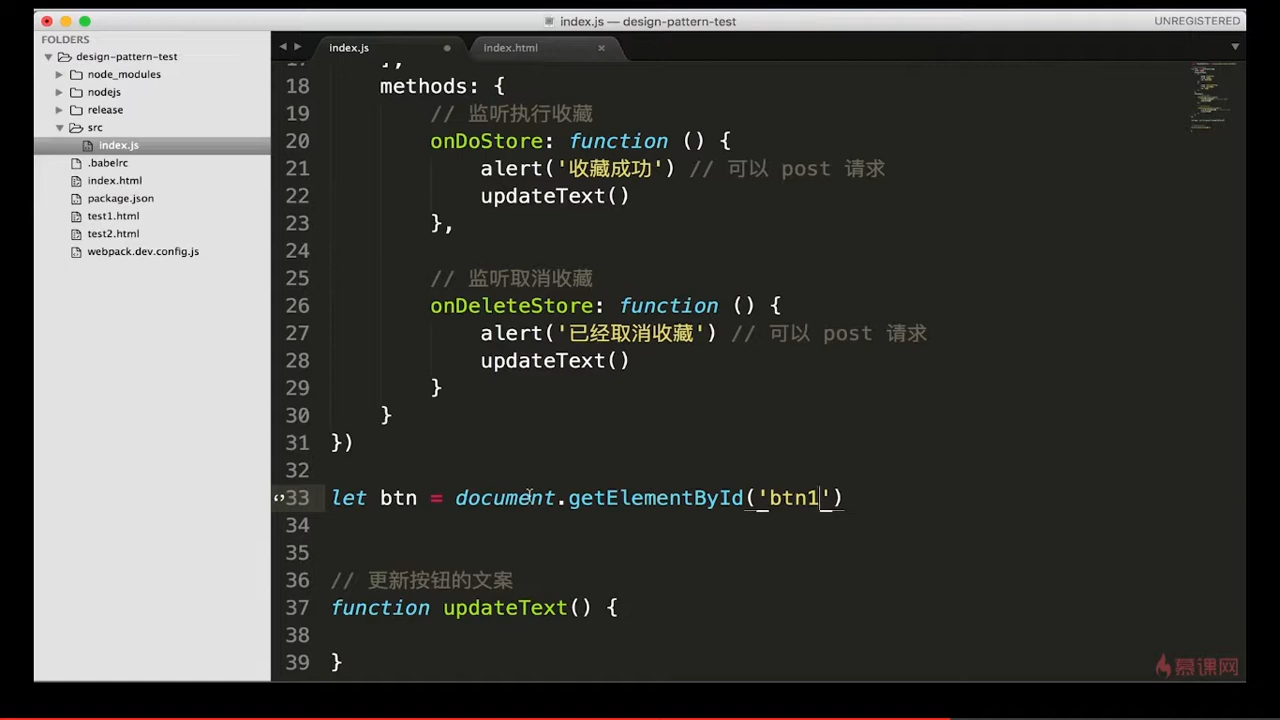 index.js — design-pattern-test
UNREGISTERED
FOLDERS
design-pattern-test
node_modules
nodejs
release
src
index.js
.babelrc
index.html
package.json
test1.html
test2.html
webpack.dev.config.js
index.js
index.html
18 methods: {
19 // 监听执行收藏
20 onDoStore: function () {
21 alert('收藏成功') // 可以 post 请求
22 updateText()
23 },
24
25 // 监听取消收藏
26 onDeleteStore: function () {
27 alert('已经取消收藏') // 可以 post 请求
28 updateText()
29 }
30 }
31 })
32
33 let btn = document.getElementById('btn1')
34
35
36 // 更新按钮的文案
37 function updateText() {
38
39 }
慕课网